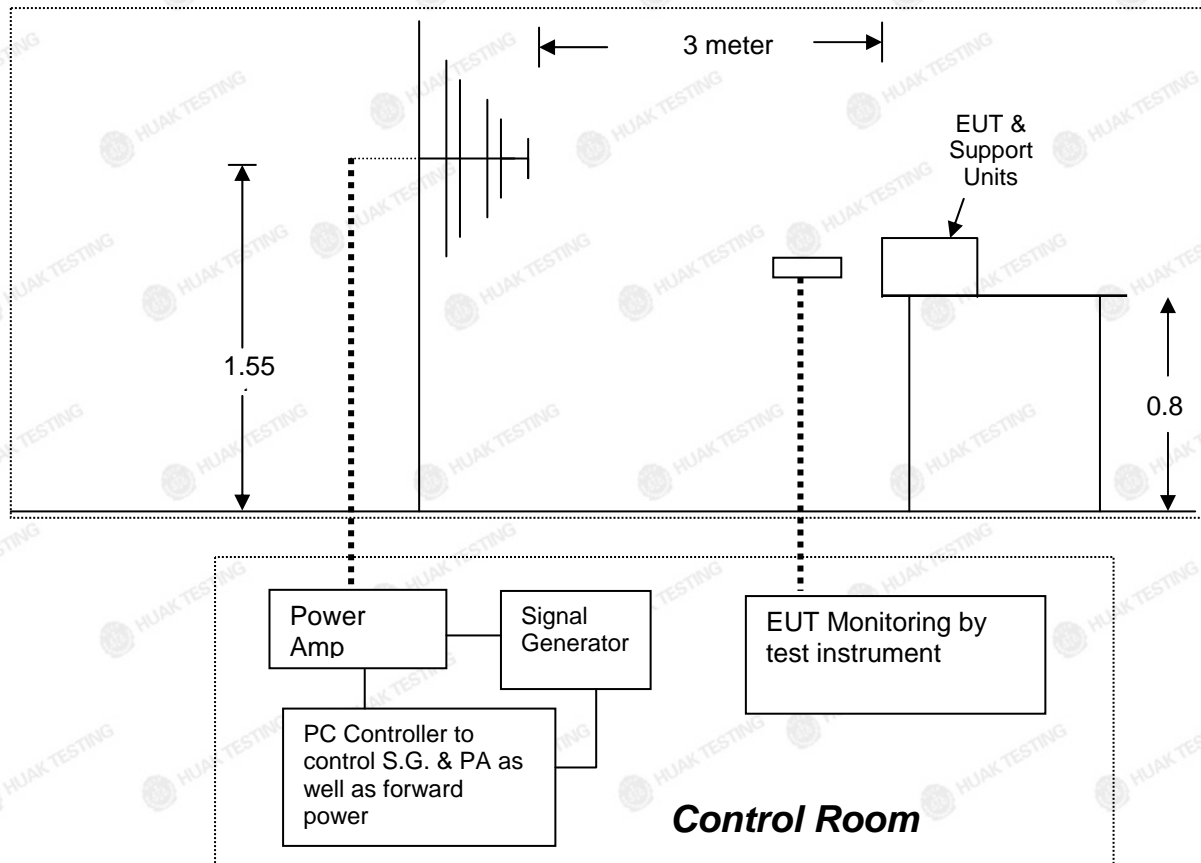 3 meter
EUT &
Support
Units
1.55
0.8
Power
Amp
Signal
Generator
EUT Monitoring by
test instrument
PC Controller to
control S.G. & PA as
well as forward
power
Control Room
HUAK TESTING